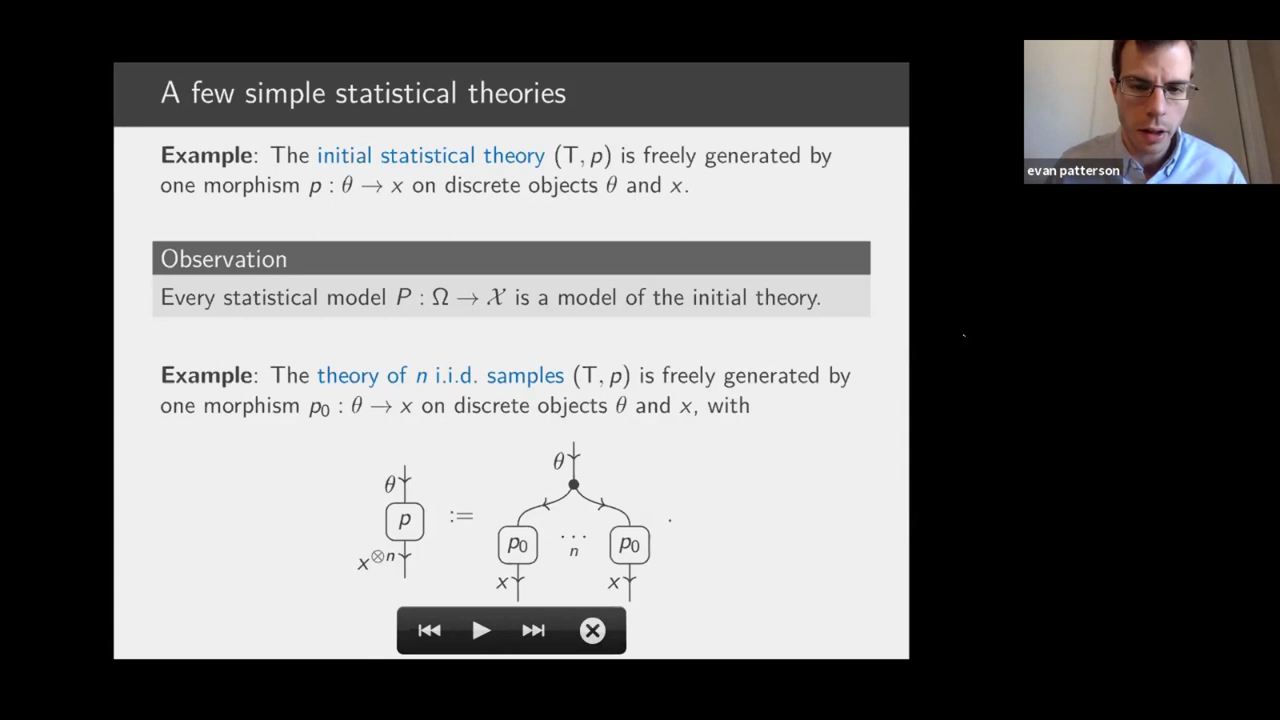 A few simple statistical theories
evan patterson
Example: The initial statistical theory (T, p) is freely generated by
one morphism p : θ → x on discrete objects θ and x.
Observation
Every statistical model P : Ω → 𝒳 is a model of the initial theory.
Example: The theory of n i.i.d. samples (T, p) is freely generated by
one morphism p₀ : θ → x on discrete objects θ and x, with
θ
θ
p := .
p₀ ··· p₀
n
x⊗n
x x